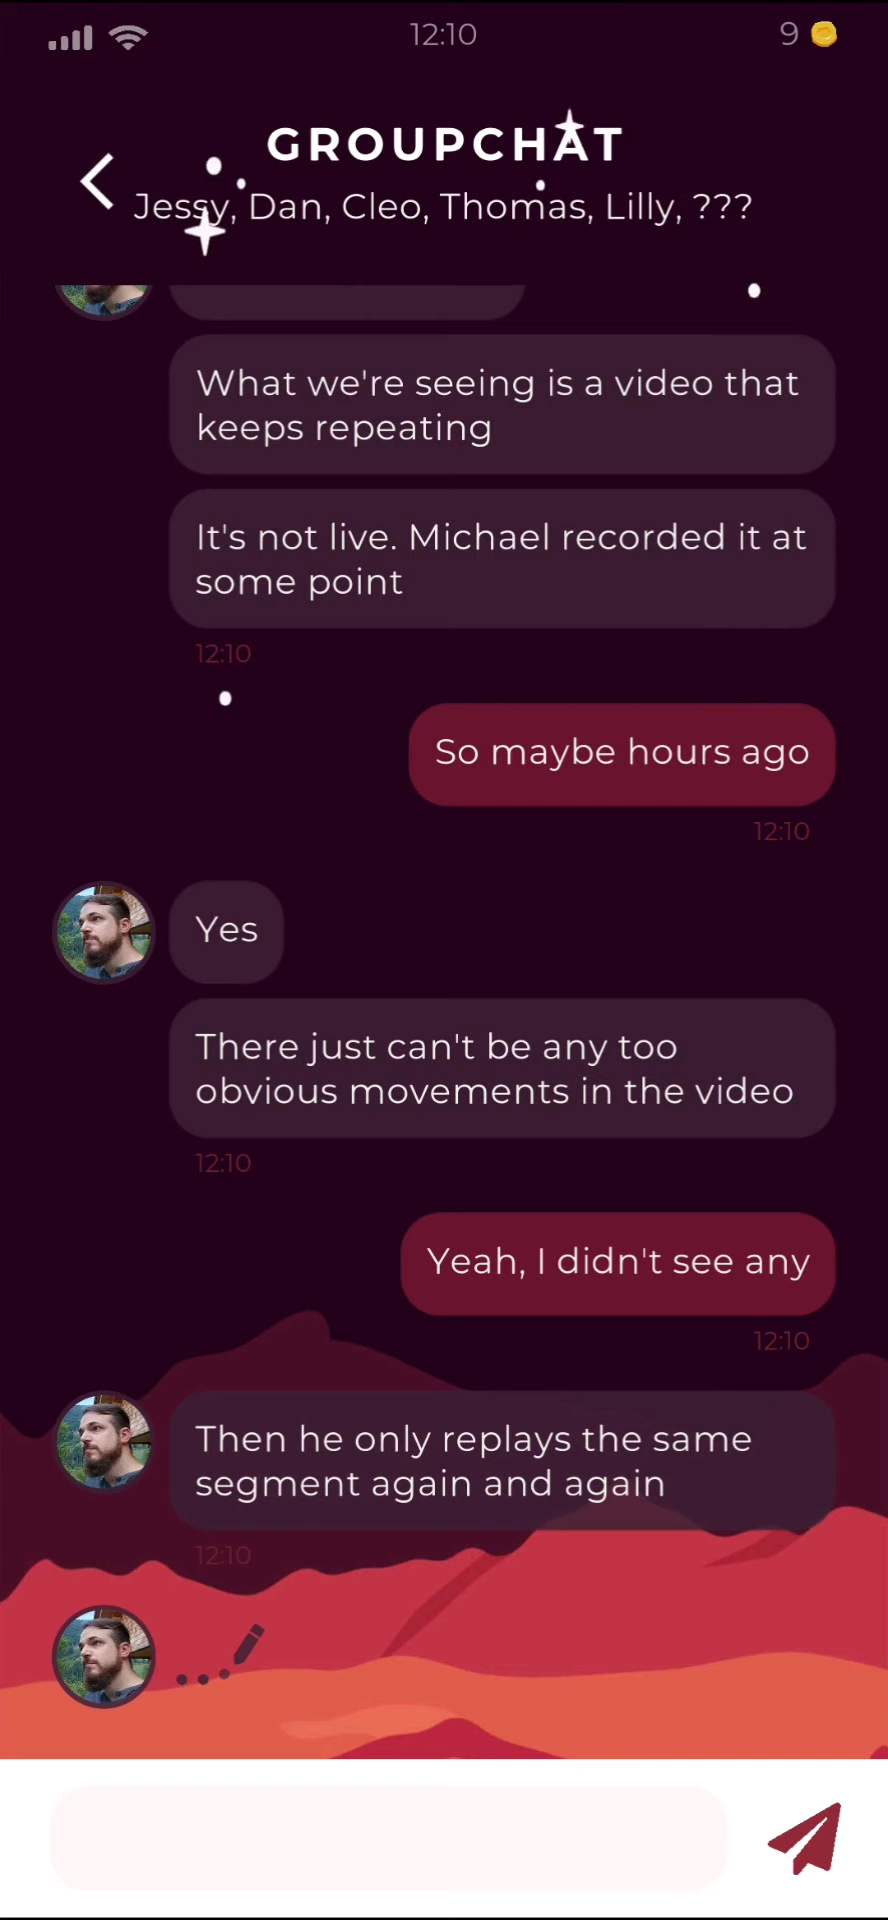 12:10
9
GROUPCHAT
Jessy, Dan, Cleo, Thomas, Lilly, ???
What we're seeing is a video that
keeps repeating
It's not live. Michael recorded it at
some point
12:10
So maybe hours ago
12:10
Yes
There just can't be any too
obvious movements in the video
12:10
Yeah, I didn't see any
12:10
Then he only replays the same
segment again and again
12:10